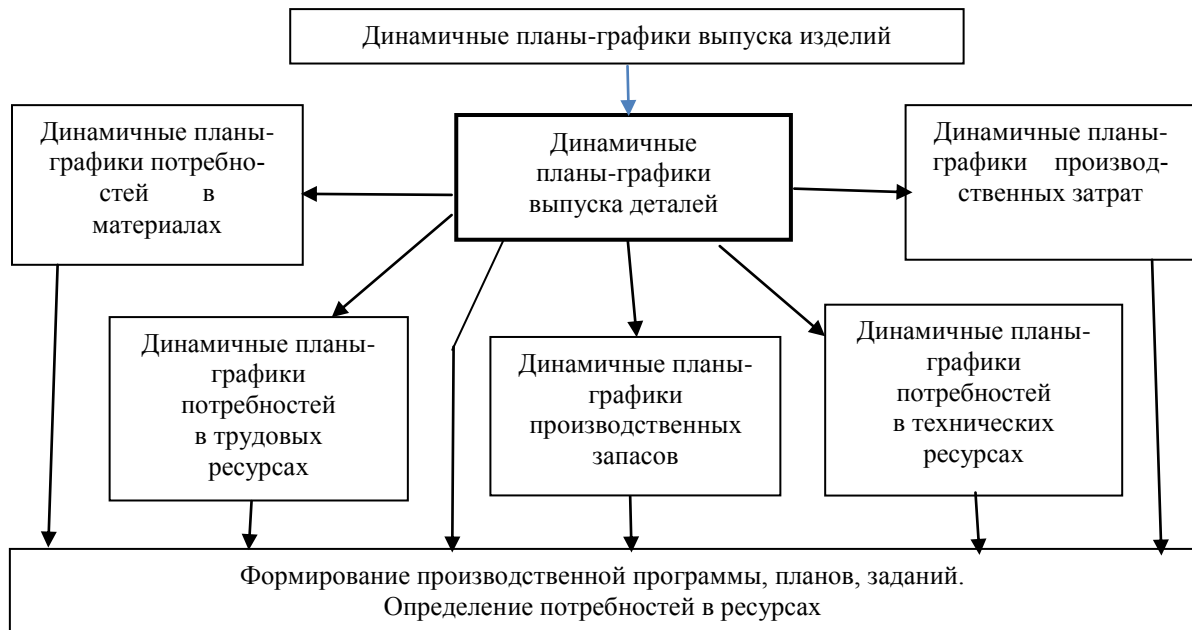 Динамичные планы-графики выпуска изделий
Динамичные планы-
графики потребно-
стей в
материалах
Динамичные
планы-графики
выпуска деталей
Динамичные планы-
графики производ-
ственных затрат
Динамичные планы-
графики
потребностей
в трудовых
ресурсах
Динамичные планы-
графики
производственных
запасов
Динамичные планы-
графики
потребностей
в технических
ресурсах
Формирование производственной программы, планов, заданий.
Определение потребностей в ресурсах